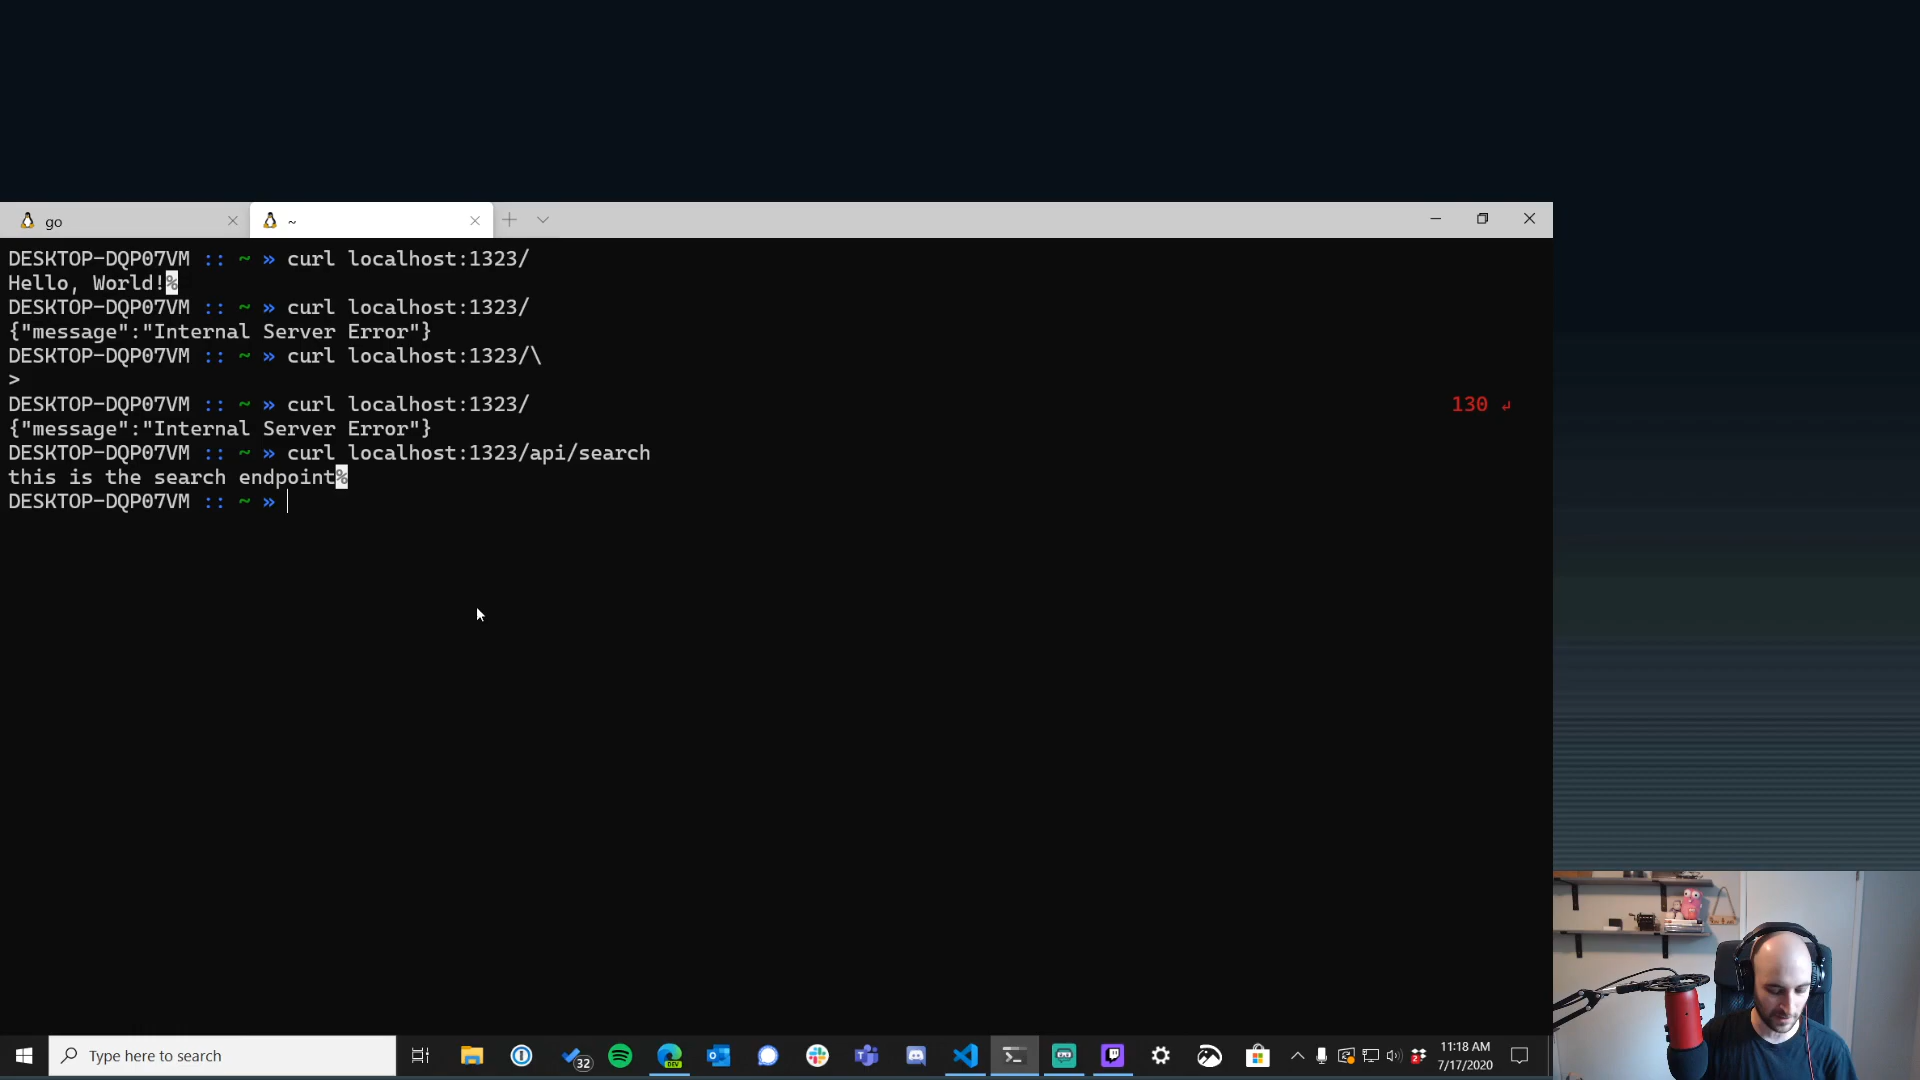 go
~
DESKTOP-DQP07VM :: ~ » curl localhost:1323/
Hello, World!%
DESKTOP-DQP07VM :: ~ » curl localhost:1323/
{"message":"Internal Server Error"}
DESKTOP-DQP07VM :: ~ » curl localhost:1323/\
>
DESKTOP-DQP07VM :: ~ » curl localhost:1323/ 130 ↵
{"message":"Internal Server Error"}
DESKTOP-DQP07VM :: ~ » curl localhost:1323/api/search
this is the search endpoint%
DESKTOP-DQP07VM :: ~ »
Type here to search
32
DEV
2
11:18 AM
7/17/2020